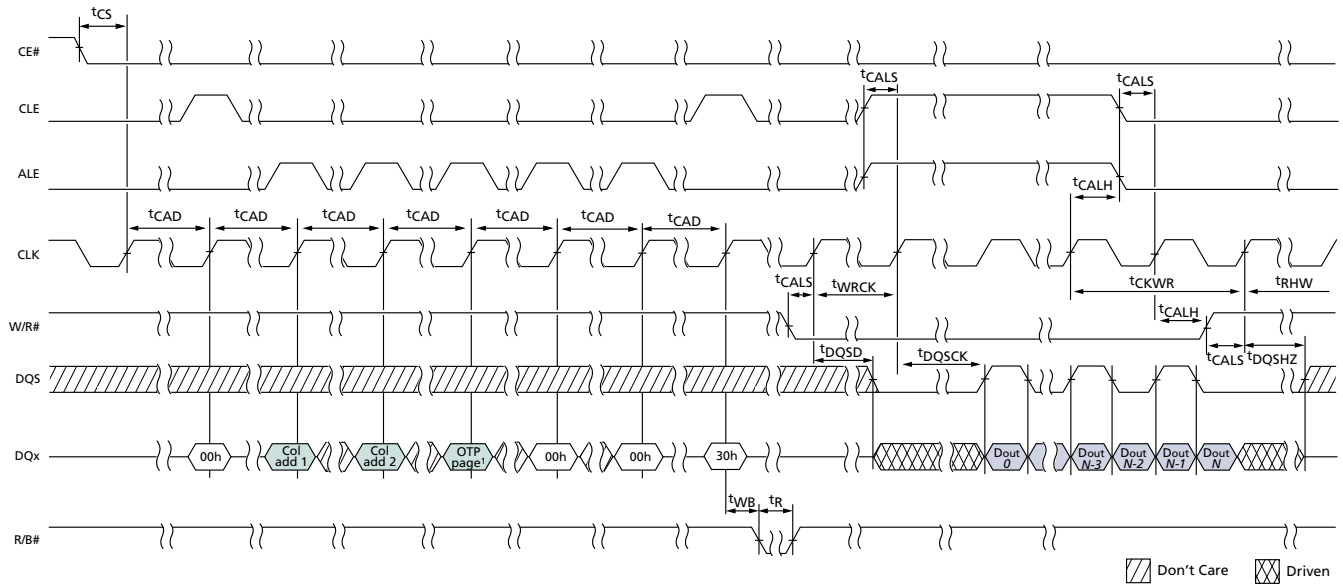 tCS
CE#
tCALS
tCALS
CLE
ALE
tCALH
tCAD tCAD tCAD tCAD tCAD tCAD tCAD
CLK
tCALS tWRCK tCKWR tRHW
tCALH
W/R#
tDQSD tDQSCK tCALS tDQSHZ
DQS
DQx
00h
Col add 1
Col add 2
OTP page¹
00h
00h
30h
Dout 0
Dout N-3
Dout N-2
Dout N-1
Dout N
tWB tR
R/B#
Don't Care
Driven